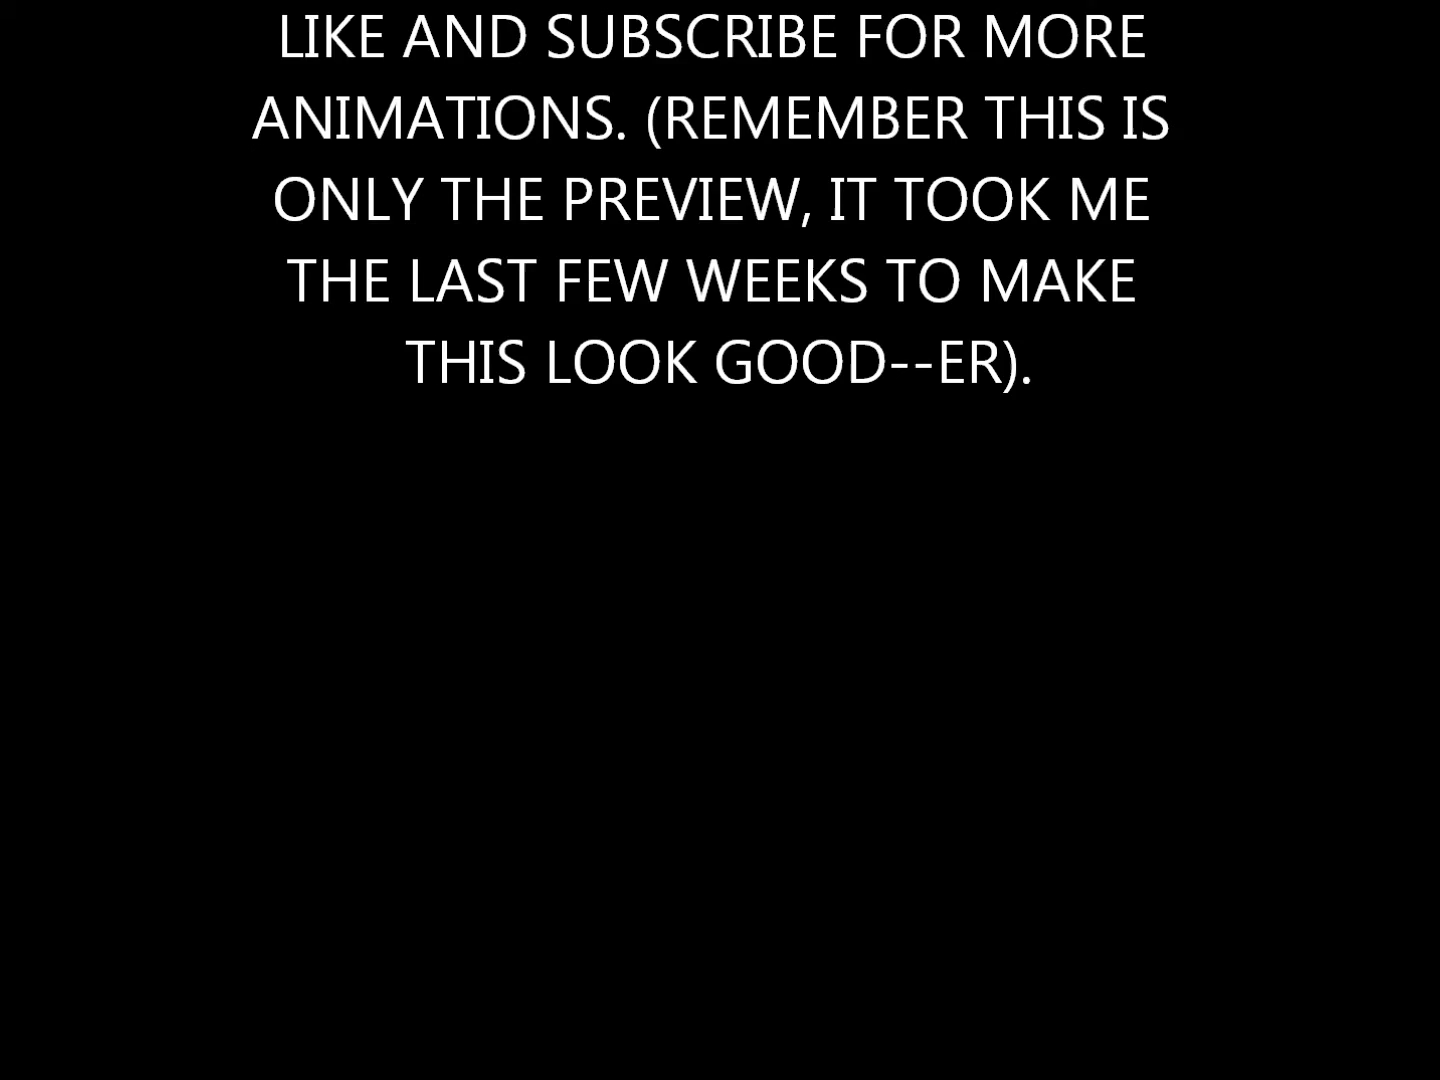 LIKE AND SUBSCRIBE FOR MORE
ANIMATIONS. (REMEMBER THIS IS
ONLY THE PREVIEW, IT TOOK ME
THE LAST FEW WEEKS TO MAKE
THIS LOOK GOOD--ER).